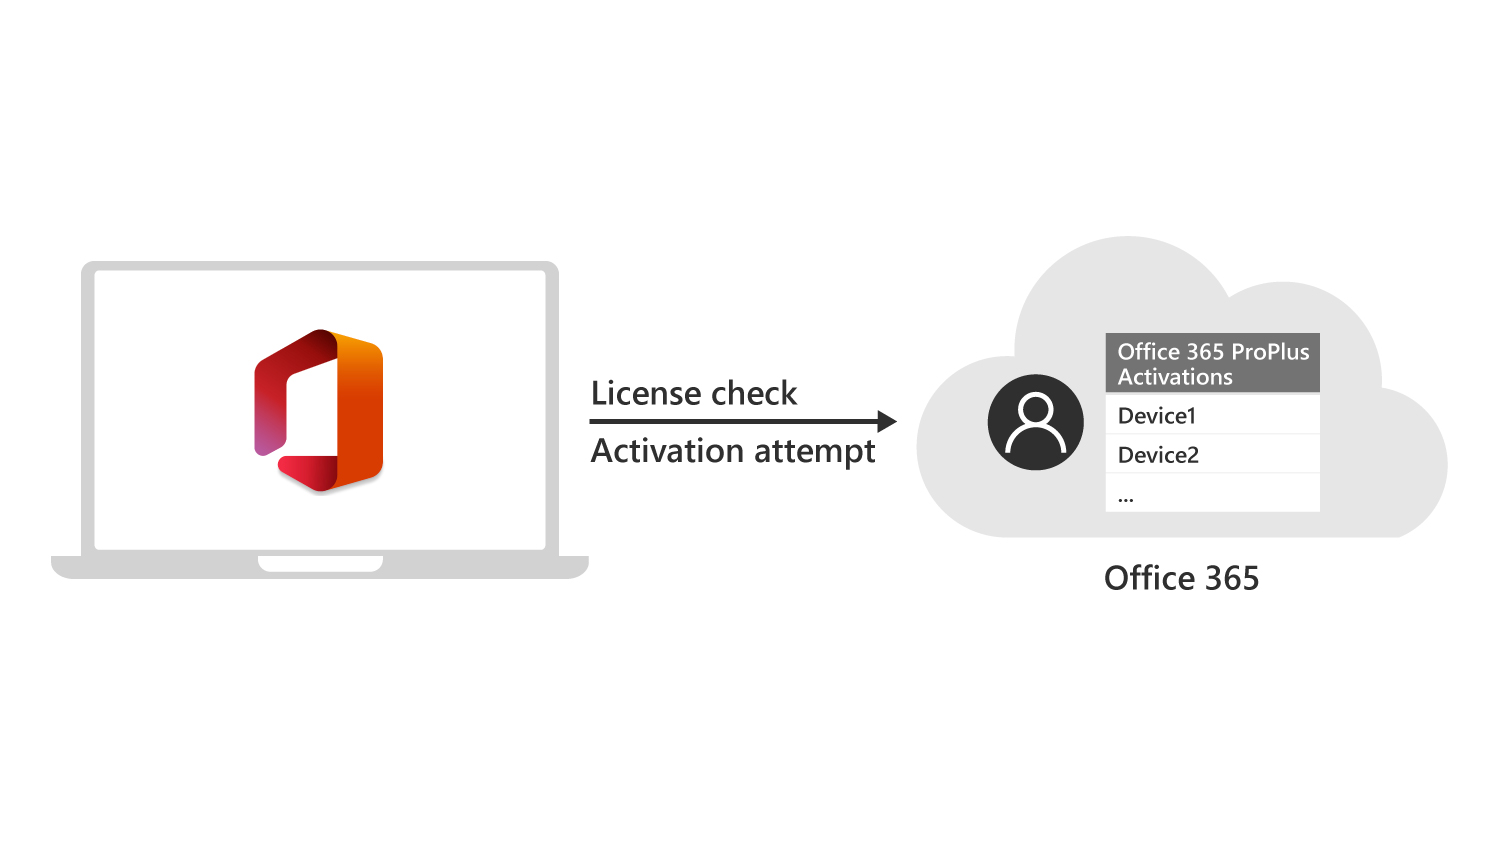 License check
Activation attempt
Office 365 ProPlus
Activations
Device1
Device2
...
Office 365